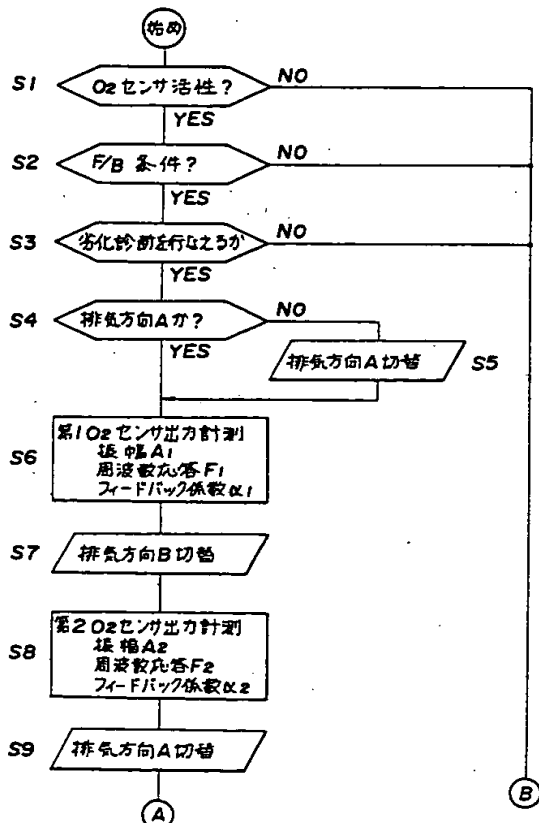 始め
S1
O2センサ活性？
NO
YES
S2
F/B 条件？
NO
YES
S3
劣化診断を行なえるか
NO
YES
S4
排気方向Aか？
NO
YES
排気方向A切替
S5
S6
第1O2センサ出力計測
振幅A1
周波数応答F1
フィードバック係数α1
S7
排気方向B切替
S8
第2O2センサ出力計測
振幅A2
周波数応答F2
フィードバック係数α2
S9
排気方向A切替
A
B